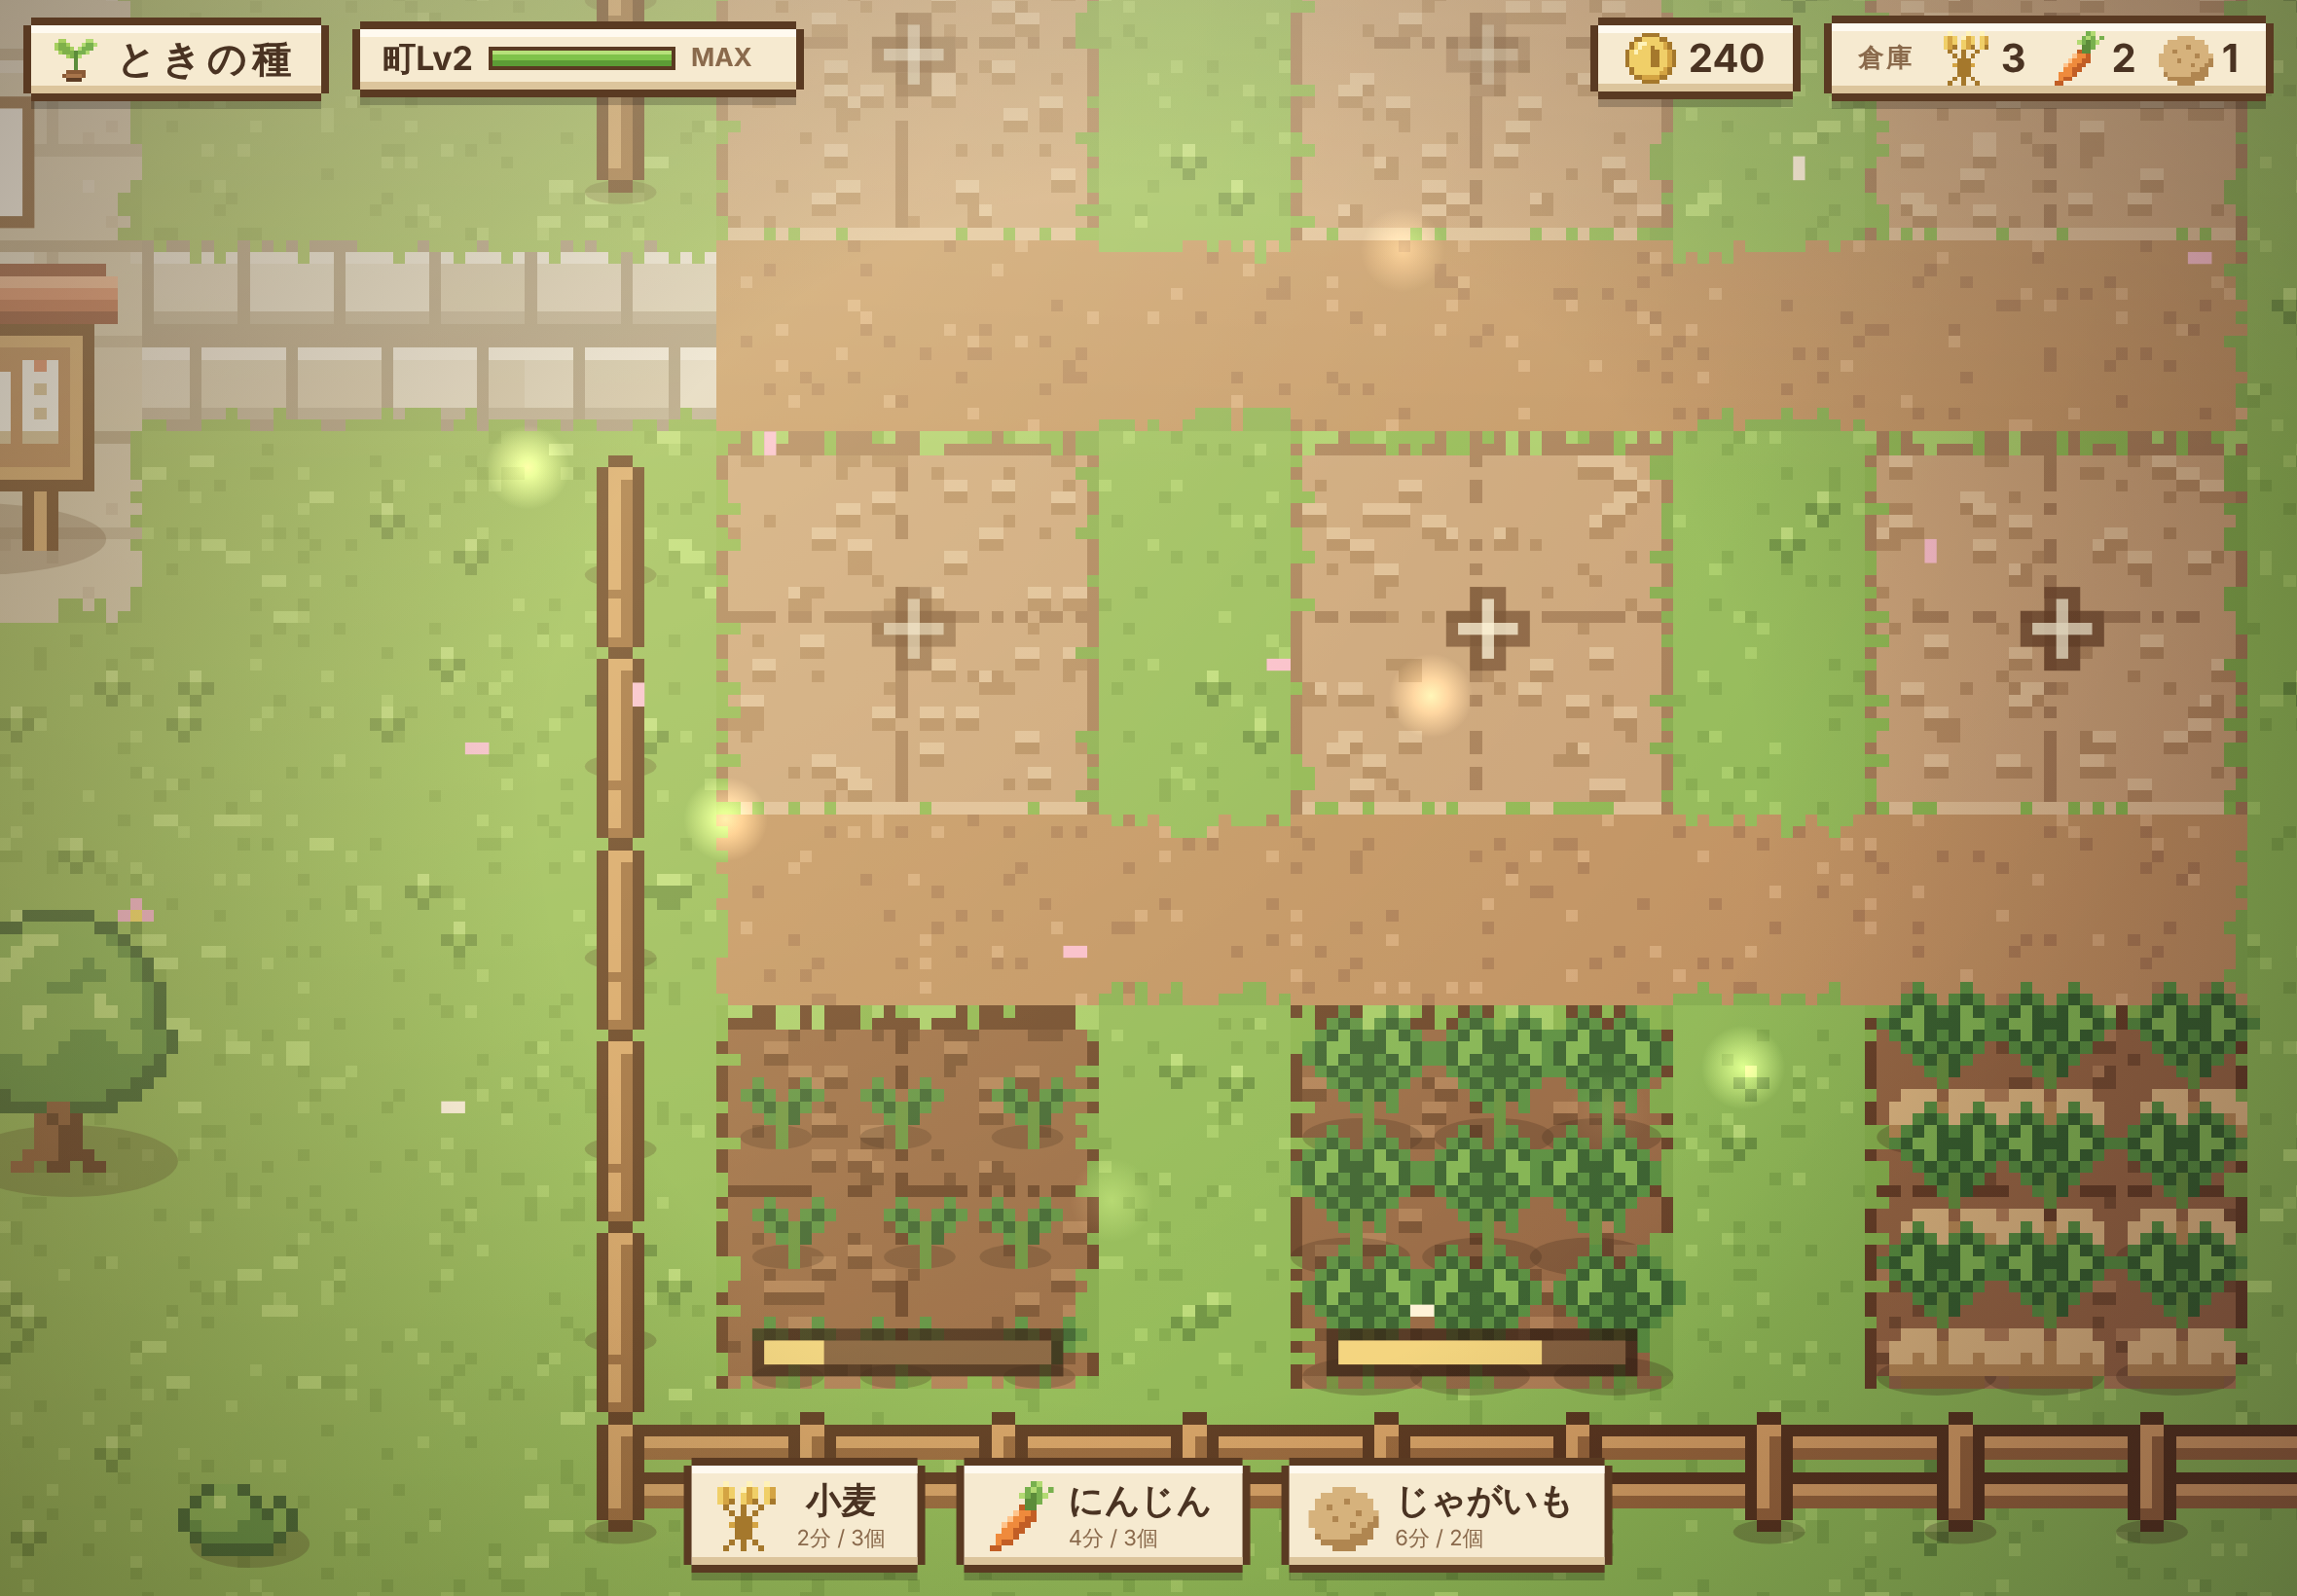 ときの種
町Lv2 MAX
240
倉庫 3 2 1
小麦
2分 / 3個
にんじん
4分 / 3個
じゃがいも
6分 / 2個